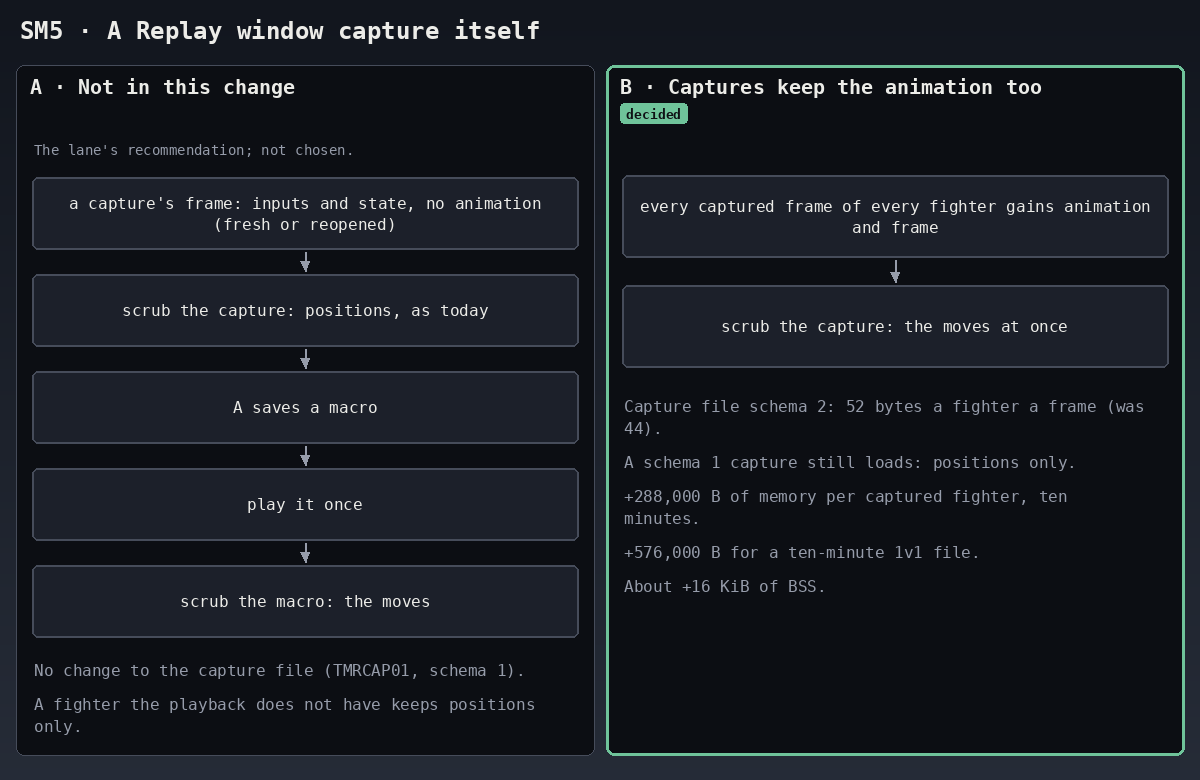 SM5 · A Replay window capture itself
A · Not in this change
The lane's recommendation; not chosen.
a capture's frame: inputs and state, no animation
(fresh or reopened)
scrub the capture: positions, as today
A saves a macro
play it once
scrub the macro: the moves
No change to the capture file (TMRCAP01, schema 1).
A fighter the playback does not have keeps positions
only.
B · Captures keep the animation too
decided
every captured frame of every fighter gains animation
and frame
scrub the capture: the moves at once
Capture file schema 2: 52 bytes a fighter a frame (was
44).
A schema 1 capture still loads: positions only.
+288,000 B of memory per captured fighter, ten
minutes.
+576,000 B for a ten-minute 1v1 file.
About +16 KiB of BSS.